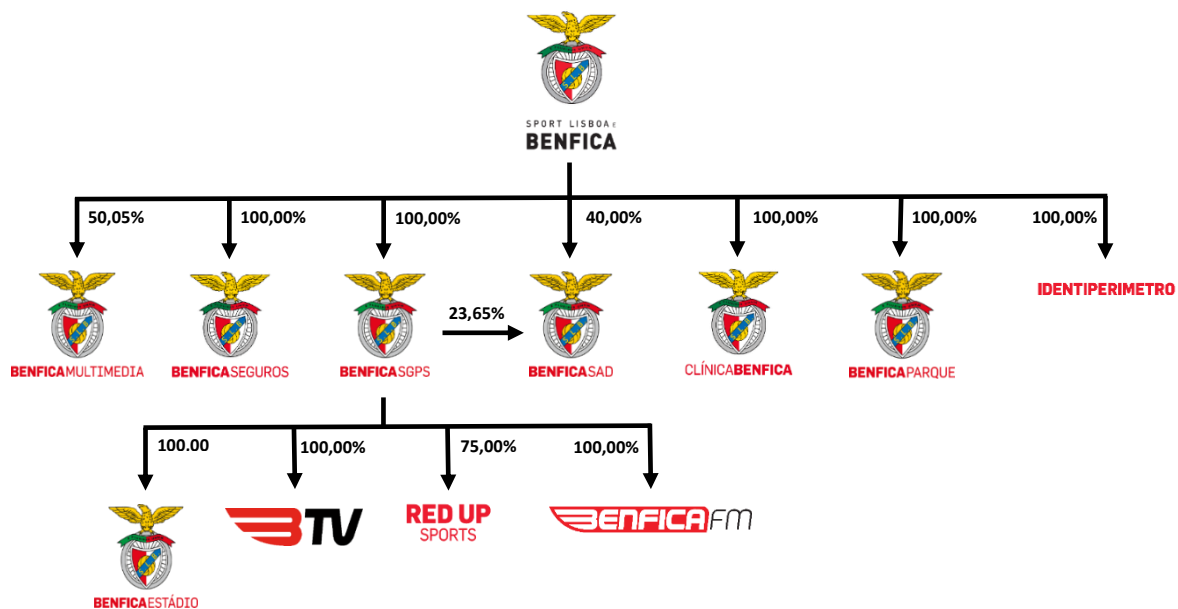 SPORT LISBOA E
BENFICA
50,05%
100,00%
100,00%
40,00%
100,00%
100,00%
100,00%
BENFICAMULTIMEDIA
BENFICASEGUROS
BENFICASGPS
23,65%
BENFICASAD
CLÍNICABENFICA
BENFICAPARQUE
IDENTIPERIMETRO
100.00
100,00%
75,00%
100,00%
BENFICAESTÁDIO
BTV
RED UP
SPORTS
BENFICAFM